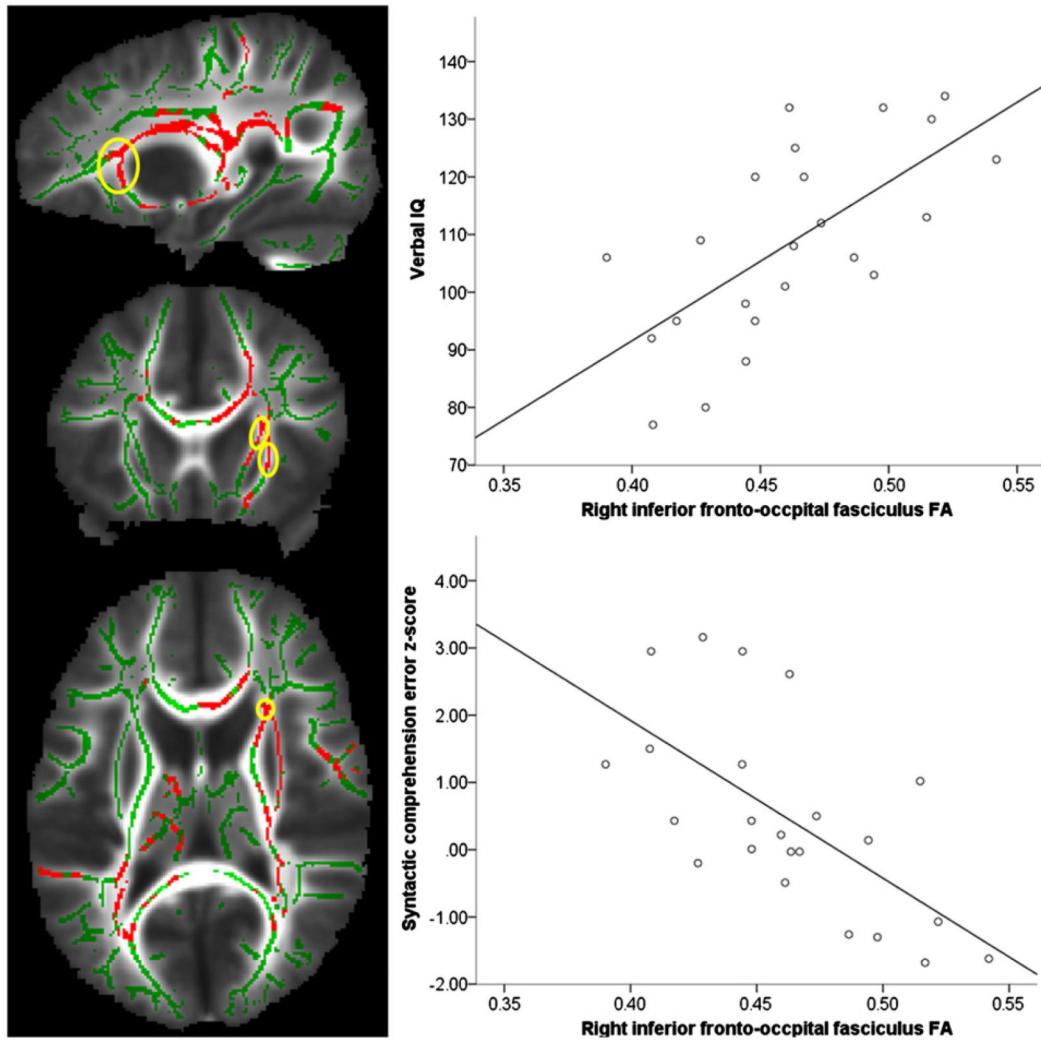 140
130
120
110
100
90
80
70
Verbal IQ
0.35 0.40 0.45 0.50 0.55
Right inferior fronto-occpital fasciculus FA
4.00
3.00
2.00
1.00
.00
-1.00
-2.00
Syntactic comprehension error z-score
0.35 0.40 0.45 0.50 0.55
Right inferior fronto-occpital fasciculus FA